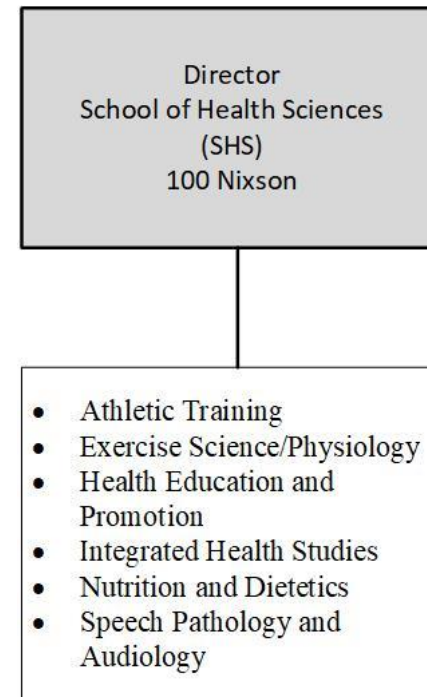 Director
School of Health Sciences
(SHS)
100 Nixson
• Athletic Training
• Exercise Science/Physiology
• Health Education and
Promotion
• Integrated Health Studies
• Nutrition and Dietetics
• Speech Pathology and
Audiology